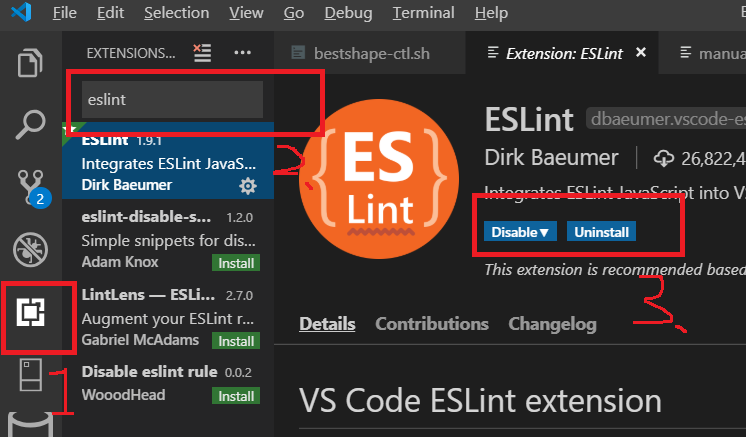 File Edit Selection View Go Debug Terminal Help
EXTENSIONS... ...
bestshape-ctl.sh
Extension: ESLint ×
eslint
ESLint 1.9.1
Integrates ESLint JavaS...
Dirk Baeumer
eslint-disable-s... 1.2.0
Simple snippets for dis...
Adam Knox Install
LintLens — ESLi... 2.7.0
Augment your ESLint r...
Gabriel McAdams Install
Disable eslint rule 0.0.2
WooodHead Install
2
1
2.
3.
{ES}
Lint
ESLint dbaeumer.vscode-es
Dirk Baeumer 26,822,4
Integrates ESLint JavaScript into VS
Disable▼ Uninstall
This extension is recommended based
Details Contributions Changelog
VS Code ESLint extension